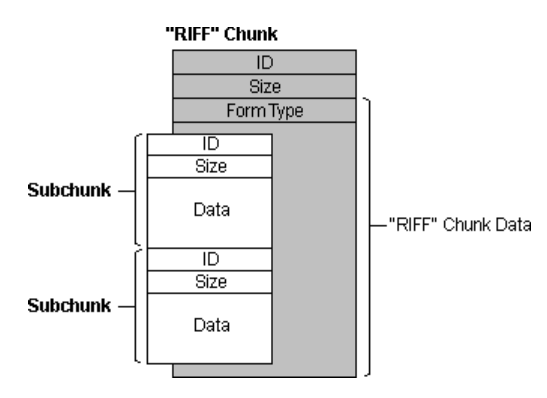 "RIFF" Chunk
ID
Size
Form Type
ID
Size
Subchunk
Data
"RIFF" Chunk Data
ID
Size
Subchunk
Data